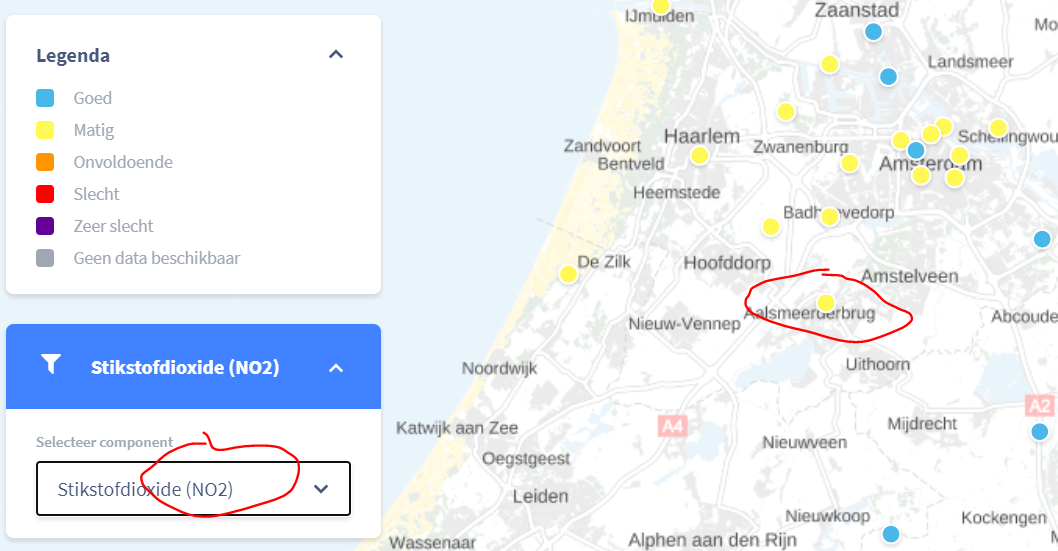 Legenda
Goed
Matig
Onvoldoende
Slecht
Zeer slecht
Geen data beschikbaar
Stikstofdioxide (NO2)
Selecteer component
Stikstofdioxide (NO2)
IJmuiden
Zaanstad
Landsmeer
Haarlem
Zandvoort
Bentveld
Zwanenburg
Amsterdam
Heemstede
Badhoevedorp
De Zilk
Hoofddorp
Amstelveen
Aalsmeerderbrug
Nieuw-Vennep
Abcoude
Uithoorn
Noordwijk
A2
A4
Katwijk aan Zee
Mijdrecht
Nieuwveen
Oegstgeest
Leiden
Nieuwkoop
Kockengen
Wassenaar
Alphen aan den Rijn